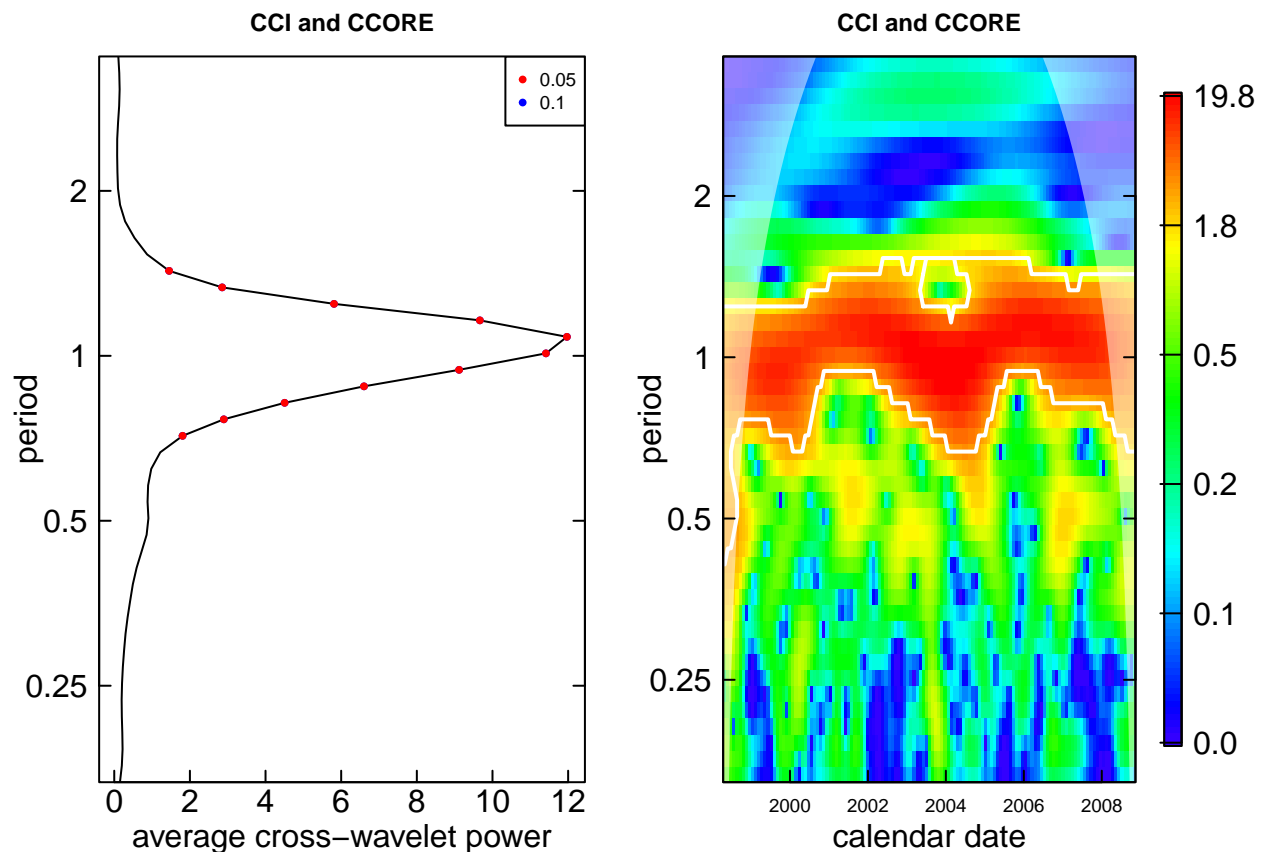 CCI and CCORE
0.05
0.1
2
1
0.5
0.25
period
0 2 4 6 8 10 12
average cross−wavelet power
CCI and CCORE
2
1
0.5
0.25
period
2000 2002 2004 2006 2008
calendar date
19.8
1.8
0.5
0.2
0.1
0.0